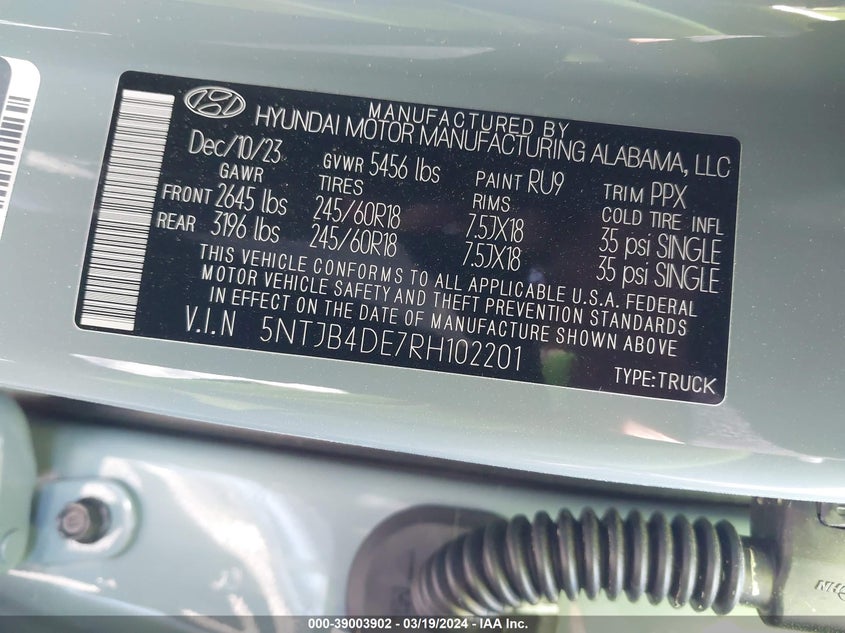 MANUFACTURED BY
HYUNDAI MOTOR MANUFACTURING ALABAMA, LLC
Dec/10/23 GVWR 5456 lbs PAINT RU9 TRIM PPX
GAWR TIRES RIMS COLD TIRE INFL
FRONT 2645 lbs 245/60R18 7.5JX18 35 psi SINGLE
REAR 3196 lbs 245/60R18 7.5JX18 35 psi SINGLE
THIS VEHICLE CONFORMS TO ALL APPLICABLE U.S.A. FEDERAL
MOTOR VEHICLE SAFETY AND THEFT PREVENTION STANDARDS
IN EFFECT ON THE DATE OF MANUFACTURE SHOWN ABOVE
V.I.N 5NTJB4DE7RH102201
TYPE:TRUCK
000-39003902 - 03/19/2024 - IAA Inc.